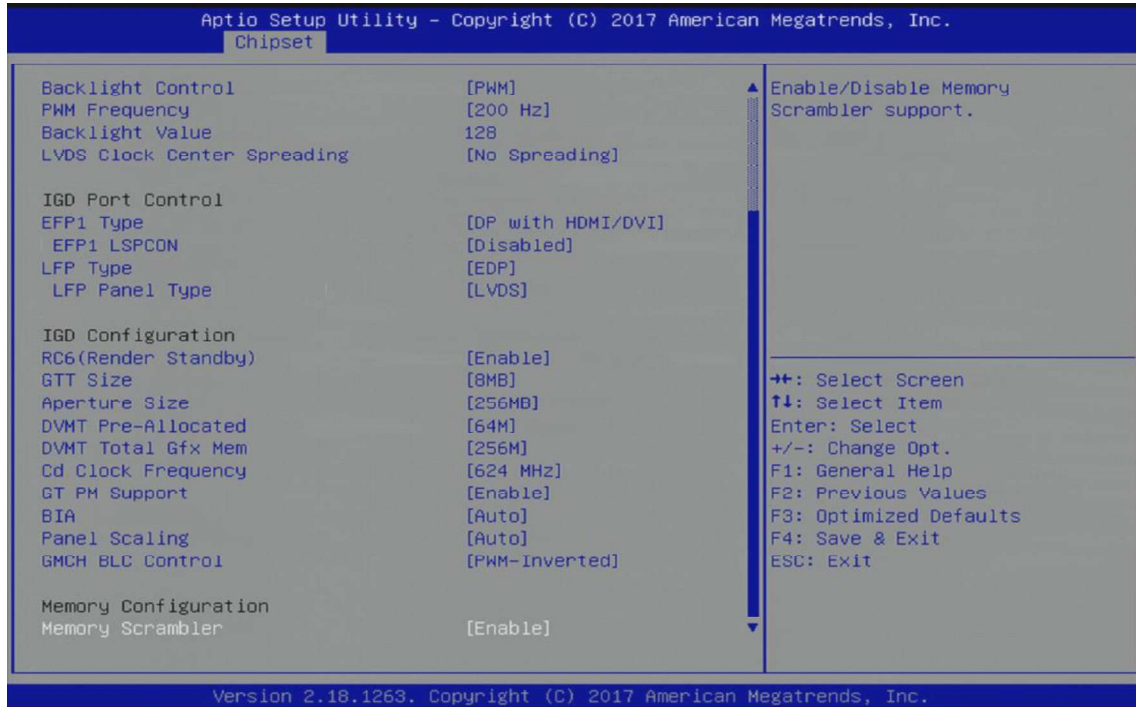 Aptio Setup Utility – Copyright (C) 2017 American Megatrends, Inc.
Chipset
Backlight Control [PWM]
PWM Frequency [200 Hz]
Backlight Value 128
LVDS Clock Center Spreading [No Spreading]
IGD Port Control
EFP1 Type [DP with HDMI/DVI]
EFP1 LSPCON [Disabled]
LFP Type [EDP]
LFP Panel Type [LVDS]
IGD Configuration
RC6(Render Standby) [Enable]
GTT Size [8MB]
Aperture Size [256MB]
DVMT Pre-Allocated [64M]
DVMT Total Gfx Mem [256M]
Cd Clock Frequency [624 MHz]
GT PM Support [Enable]
BIA [Auto]
Panel Scaling [Auto]
GMCH BLC Control [PWM-Inverted]
Memory Configuration
Memory Scrambler [Enable]
Enable/Disable Memory
Scrambler support.
→←: Select Screen
↑↓: Select Item
Enter: Select
+/-: Change Opt.
F1: General Help
F2: Previous Values
F3: Optimized Defaults
F4: Save & Exit
ESC: Exit
Version 2.18.1263. Copyright (C) 2017 American Megatrends, Inc.